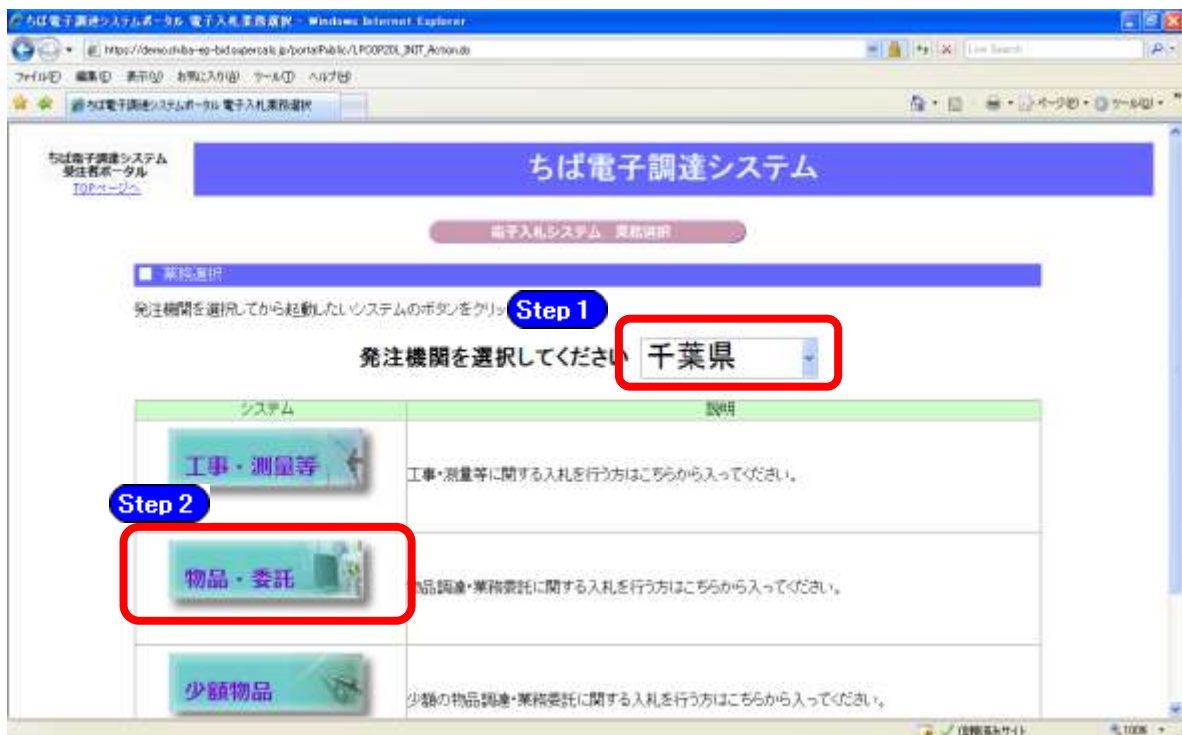 ちば電子調達システムポータル 電子入札業務選択 - Windows Internet Explorer
ファイル(F) 編集(E) 表示(V) お気に入り(A) ツール(T) ヘルプ(H)
ちば電子調達システムポータル 電子入札業務選択
ページ(P) ツール(O)
ちば電子調達システム
受注者ポータル
TOPページへ
ちば電子調達システム
電子入札システム 業務選択
業務選択
発注機関を選択してから起動したいシステムのボタンをクリッ
Step 1
発注機関を選択してください 千葉県
システム 説明
工事・測量等 工事・測量等に関する入札を行う方はこちらから入ってください。
Step 2
物品・委託 物品調達・業務委託に関する入札を行う方はこちらから入ってください。
少額物品 少額の物品調達・業務委託に関する入札を行う方はこちらから入ってください。
信頼済みサイト 100%